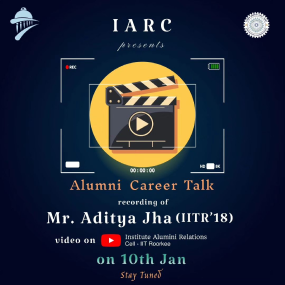 IARC
presents
REC
00:00:00
HD
Alumni Career Talk
recording of
Mr. Aditya Jha (IITR'18)
video on Institute Alumini Relations
Cell - IIT Roorkee
on 10th Jan
Stay Tuned